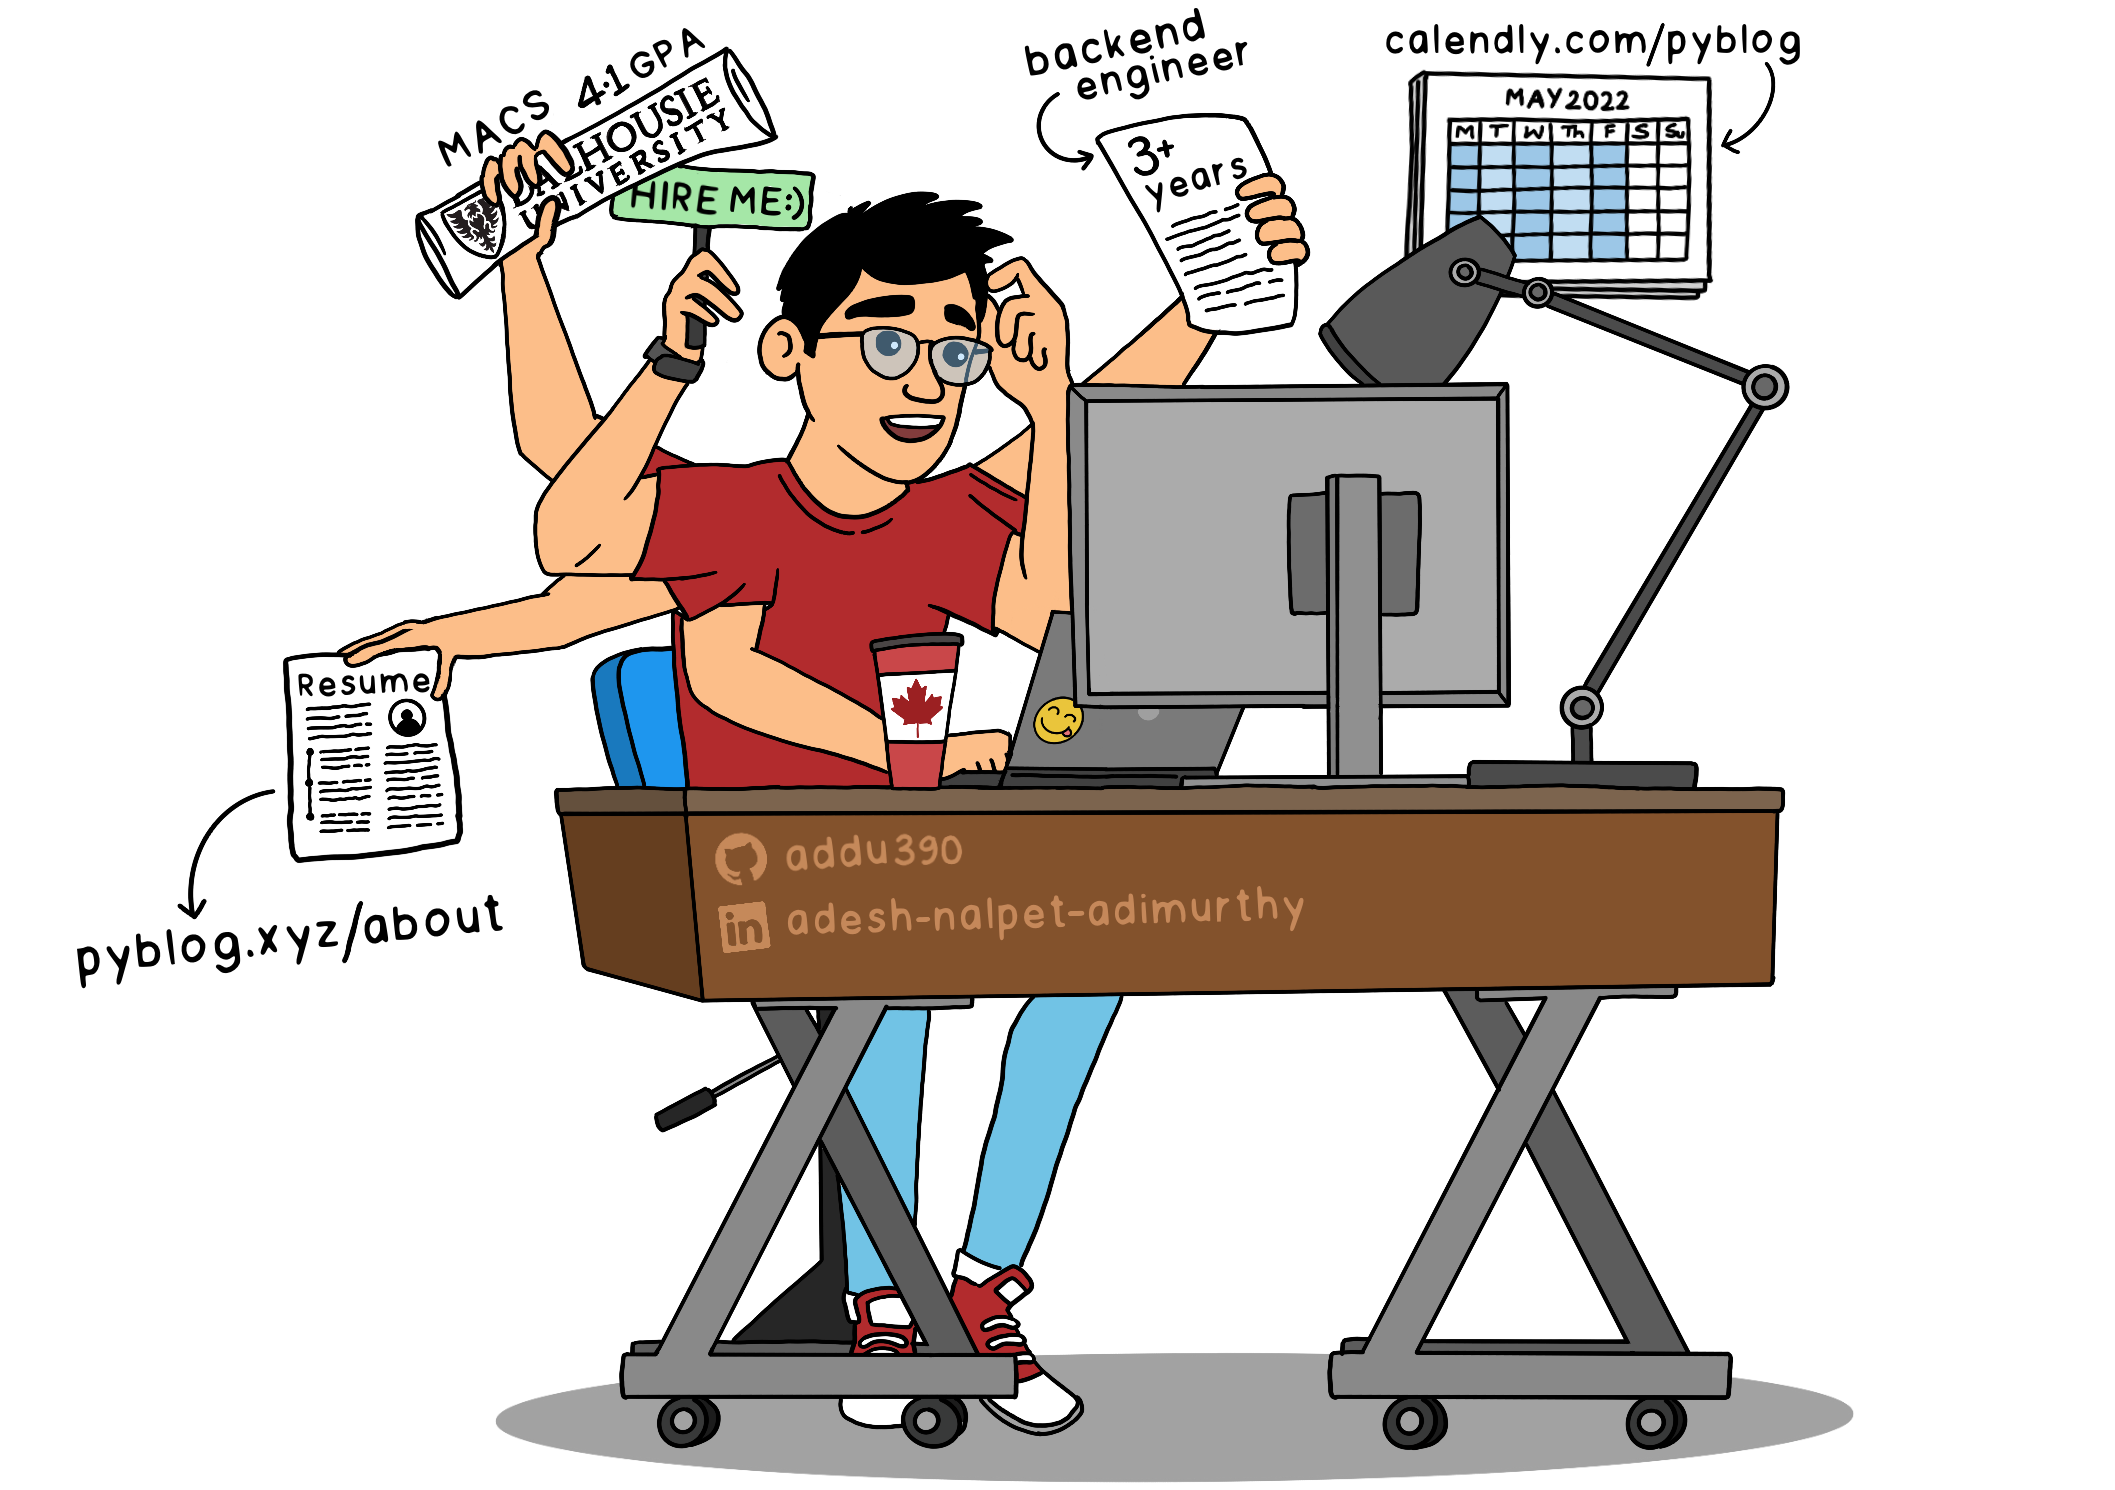 MACS 4.1 GPA
DALHOUSIE
UNIVERSITY
HIRE ME:)
backend
engineer
3+
years
calendly.com/pyblog
MAY 2022
M T W Th F S Su
Resume
pyblog.xyz/about
addu390
in adesh-nalpet-adimurthy